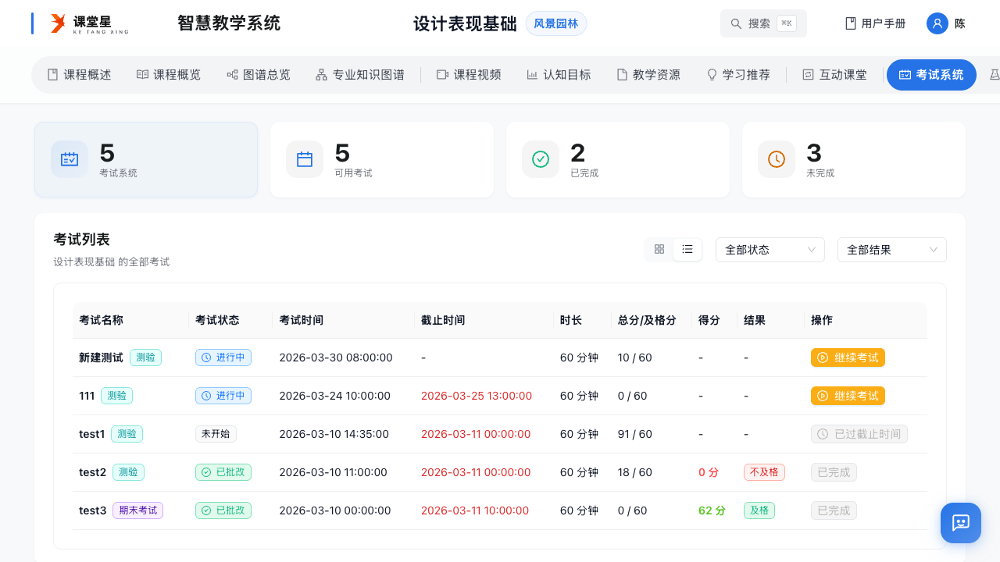 课堂星
KE TANG XING
智慧教学系统
设计表现基础 风景园林
搜索 ⌘K
用户手册
陈
课程概述 课程概览 图谱总览 专业知识图谱 课程视频 认知目标 教学资源 学习推荐 互动课堂 考试系统
5
考试系统
5
可用考试
2
已完成
3
未完成
考试列表
设计表现基础 的全部考试
全部状态 全部结果
考试名称 考试状态 考试时间 截止时间 时长 总分/及格分 得分 结果 操作
新建测试 测验 进行中 2026-03-30 08:00:00 - 60 分钟 10 / 60 - - 继续考试
111 测验 进行中 2026-03-24 10:00:00 2026-03-25 13:00:00 60 分钟 0 / 60 - - 继续考试
test1 测验 未开始 2026-03-10 14:35:00 2026-03-11 00:00:00 60 分钟 91 / 60 - - 已过截止时间
test2 测验 已批改 2026-03-10 11:00:00 2026-03-11 00:00:00 60 分钟 18 / 60 0 分 不及格 已完成
test3 期末考试 已批改 2026-03-10 00:00:00 2026-03-11 10:00:00 60 分钟 0 / 60 62 分 及格 已完成